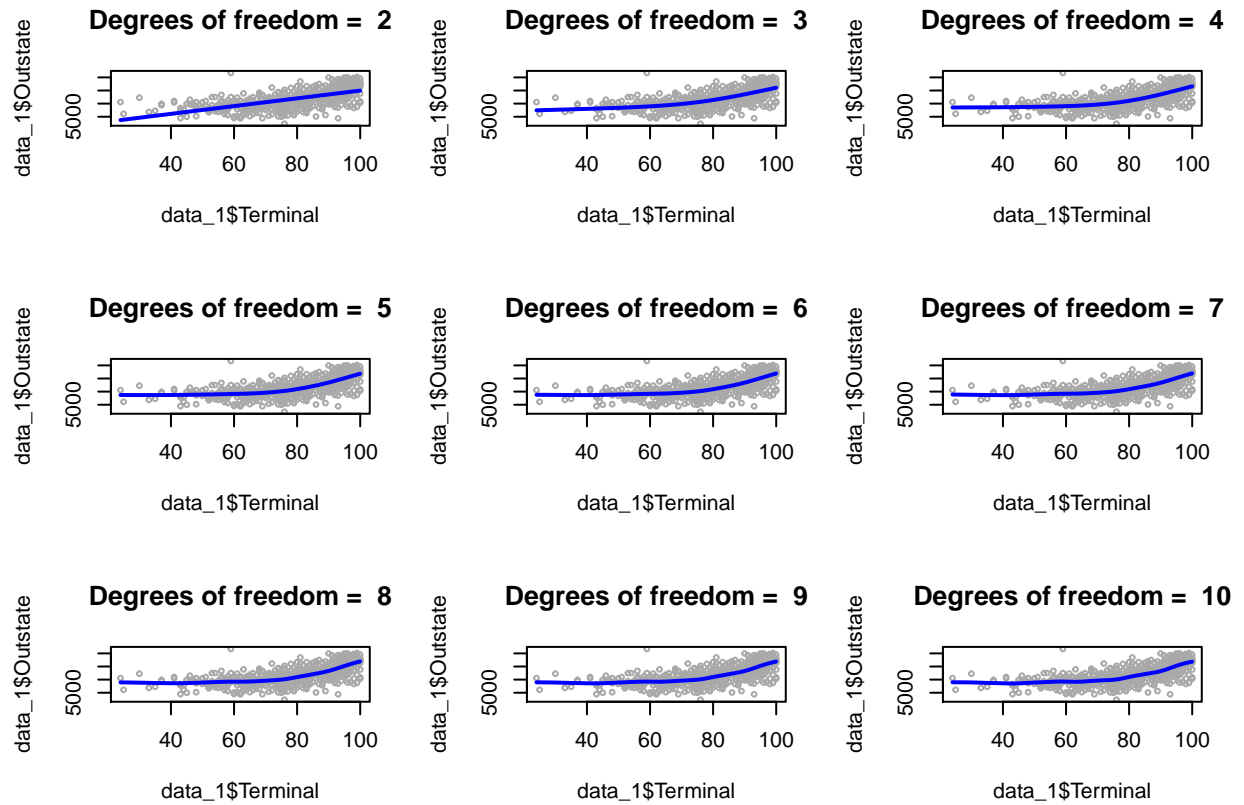 Degrees of freedom =  2
data_1$Outstate
5000
40 60 80 100
data_1$Terminal
Degrees of freedom =  3
data_1$Outstate
5000
40 60 80 100
data_1$Terminal
Degrees of freedom =  4
data_1$Outstate
5000
40 60 80 100
data_1$Terminal
Degrees of freedom =  5
data_1$Outstate
5000
40 60 80 100
data_1$Terminal
Degrees of freedom =  6
data_1$Outstate
5000
40 60 80 100
data_1$Terminal
Degrees of freedom =  7
data_1$Outstate
5000
40 60 80 100
data_1$Terminal
Degrees of freedom =  8
data_1$Outstate
5000
40 60 80 100
data_1$Terminal
Degrees of freedom =  9
data_1$Outstate
5000
40 60 80 100
data_1$Terminal
Degrees of freedom =  10
data_1$Outstate
5000
40 60 80 100
data_1$Terminal